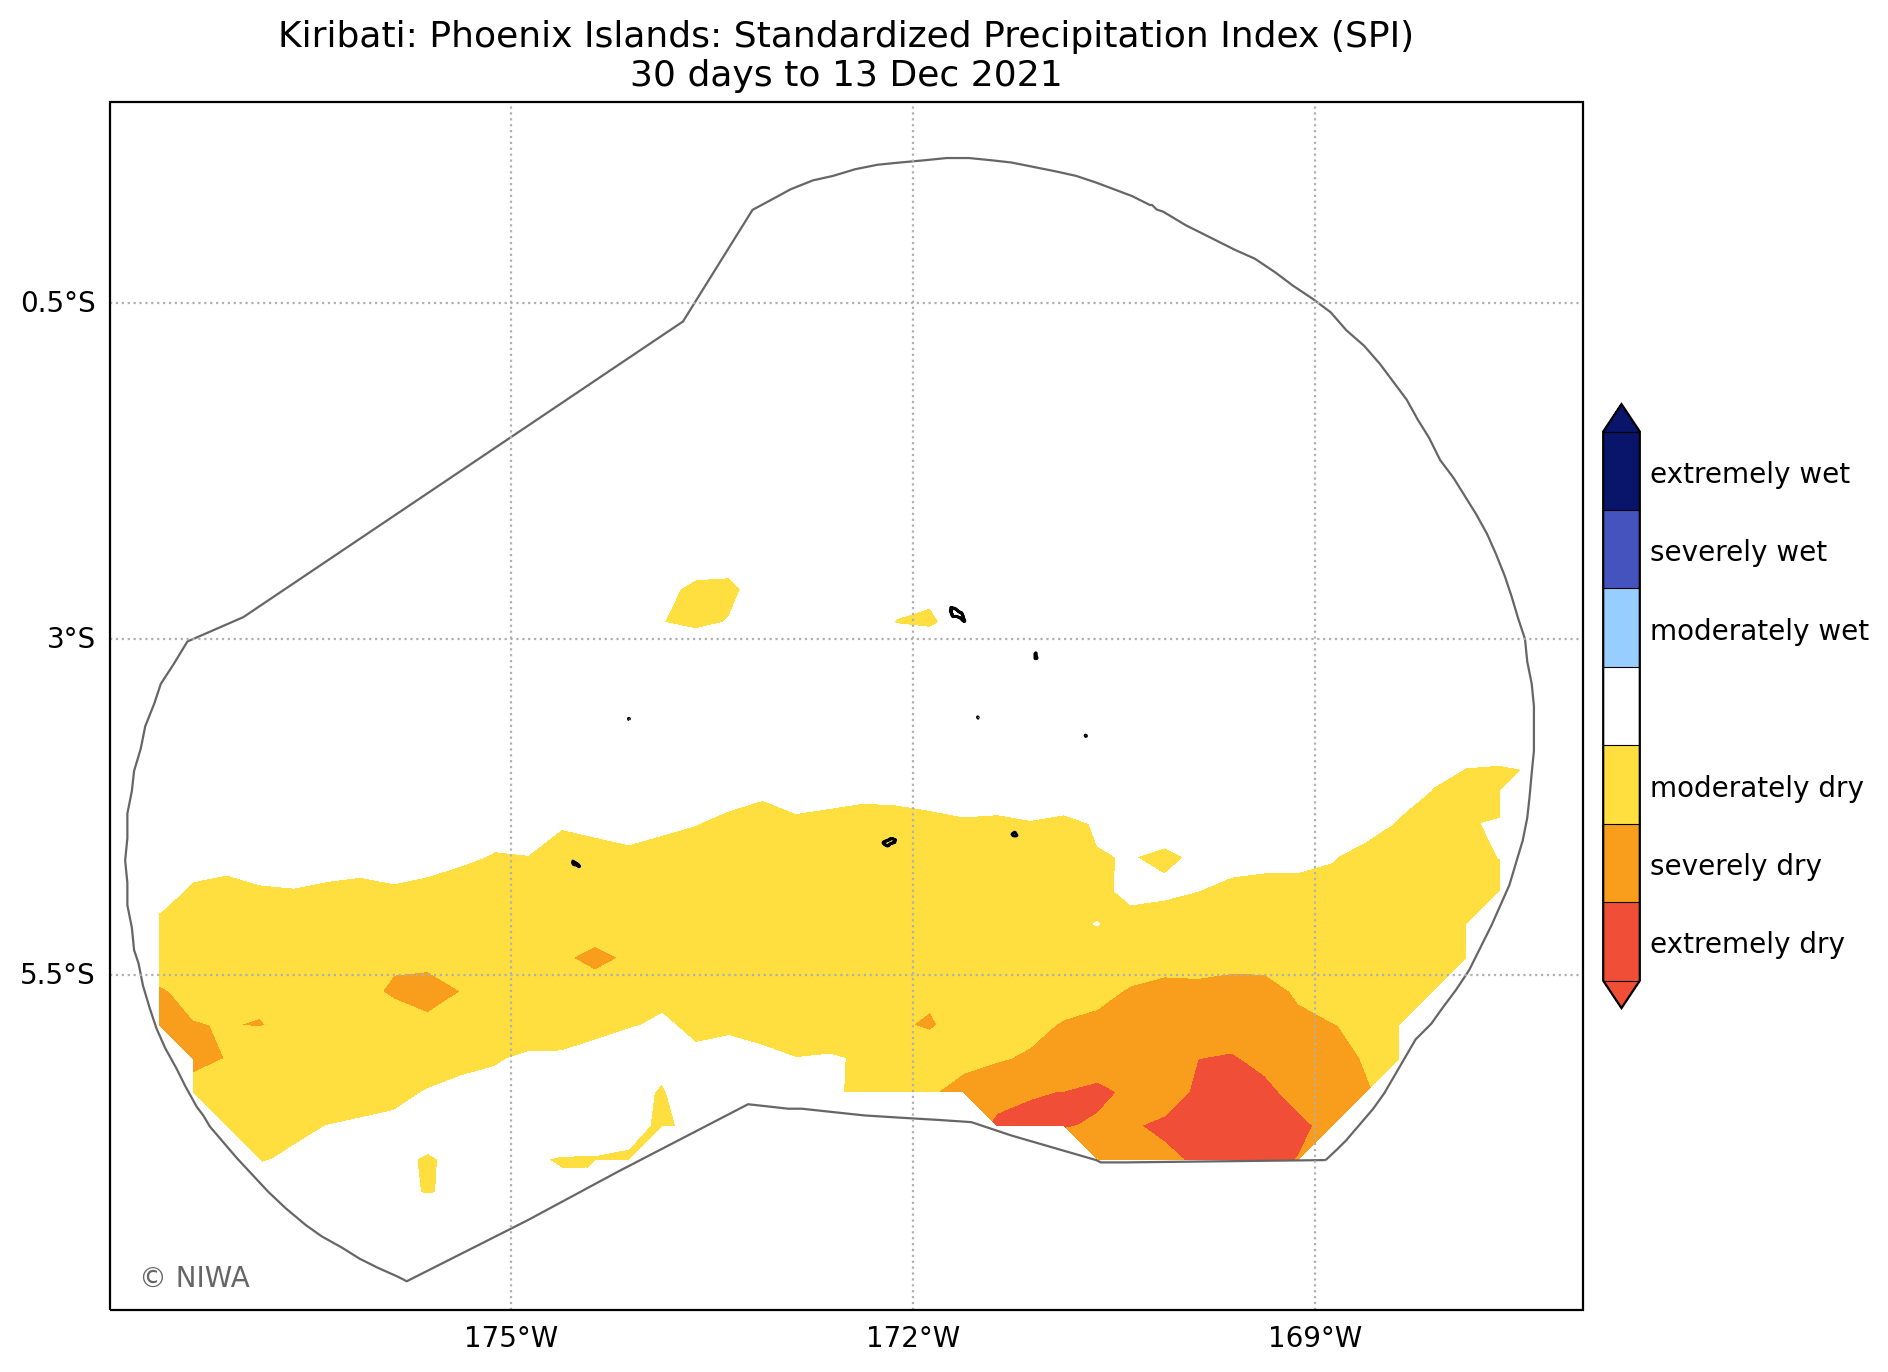 Kiribati: Phoenix Islands: Standardized Precipitation Index (SPI)
30 days to 13 Dec 2021
0.5°S
3°S
5.5°S
175°W
172°W
169°W
extremely wet
severely wet
moderately wet
moderately dry
severely dry
extremely dry
© NIWA